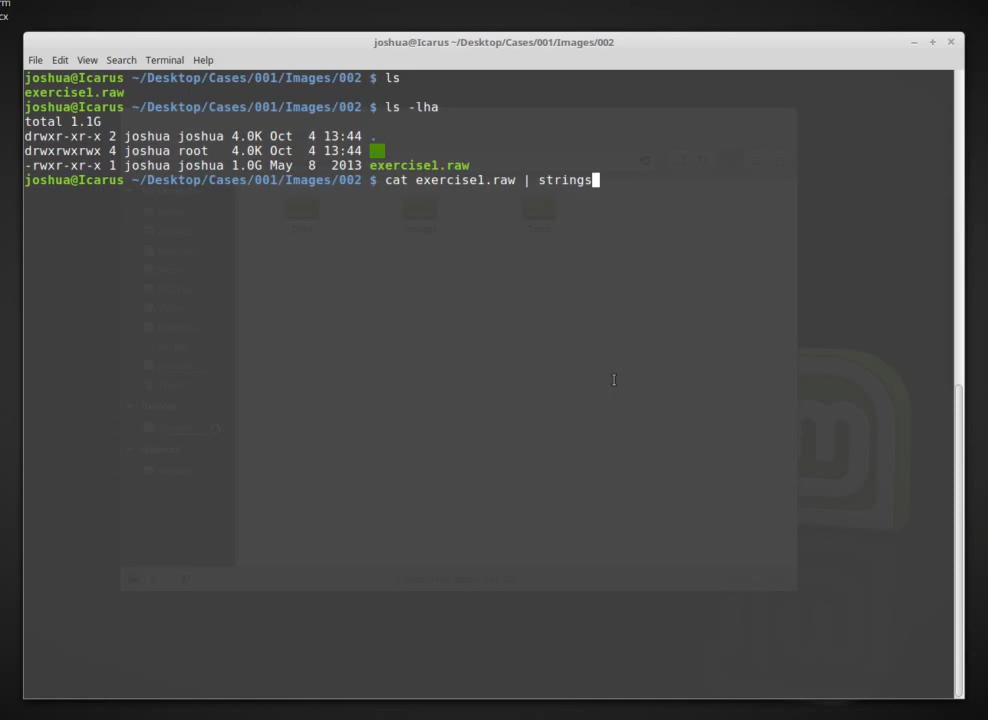 rm
cx
joshua@Icarus ~/Desktop/Cases/001/Images/002
File Edit View Search Terminal Help
joshua@Icarus ~/Desktop/Cases/001/Images/002 $ ls
exercise1.raw
joshua@Icarus ~/Desktop/Cases/001/Images/002 $ ls -lha
total 1.1G
drwxr-xr-x 2 joshua joshua 4.0K Oct  4 13:44 .
drwxrwxrwx 4 joshua root   4.0K Oct  4 13:44
-rwxr-xr-x 1 joshua joshua 1.0G May  8  2013 exercise1.raw
joshua@Icarus ~/Desktop/Cases/001/Images/002 $ cat exercise1.raw | strings